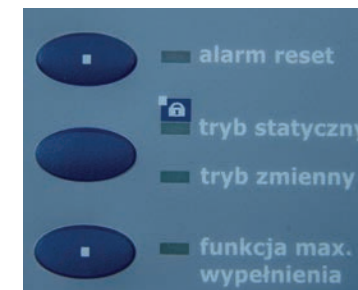 alarm reset
tryb statyczny
tryb zmienny
funkcja max.
wypełnienia